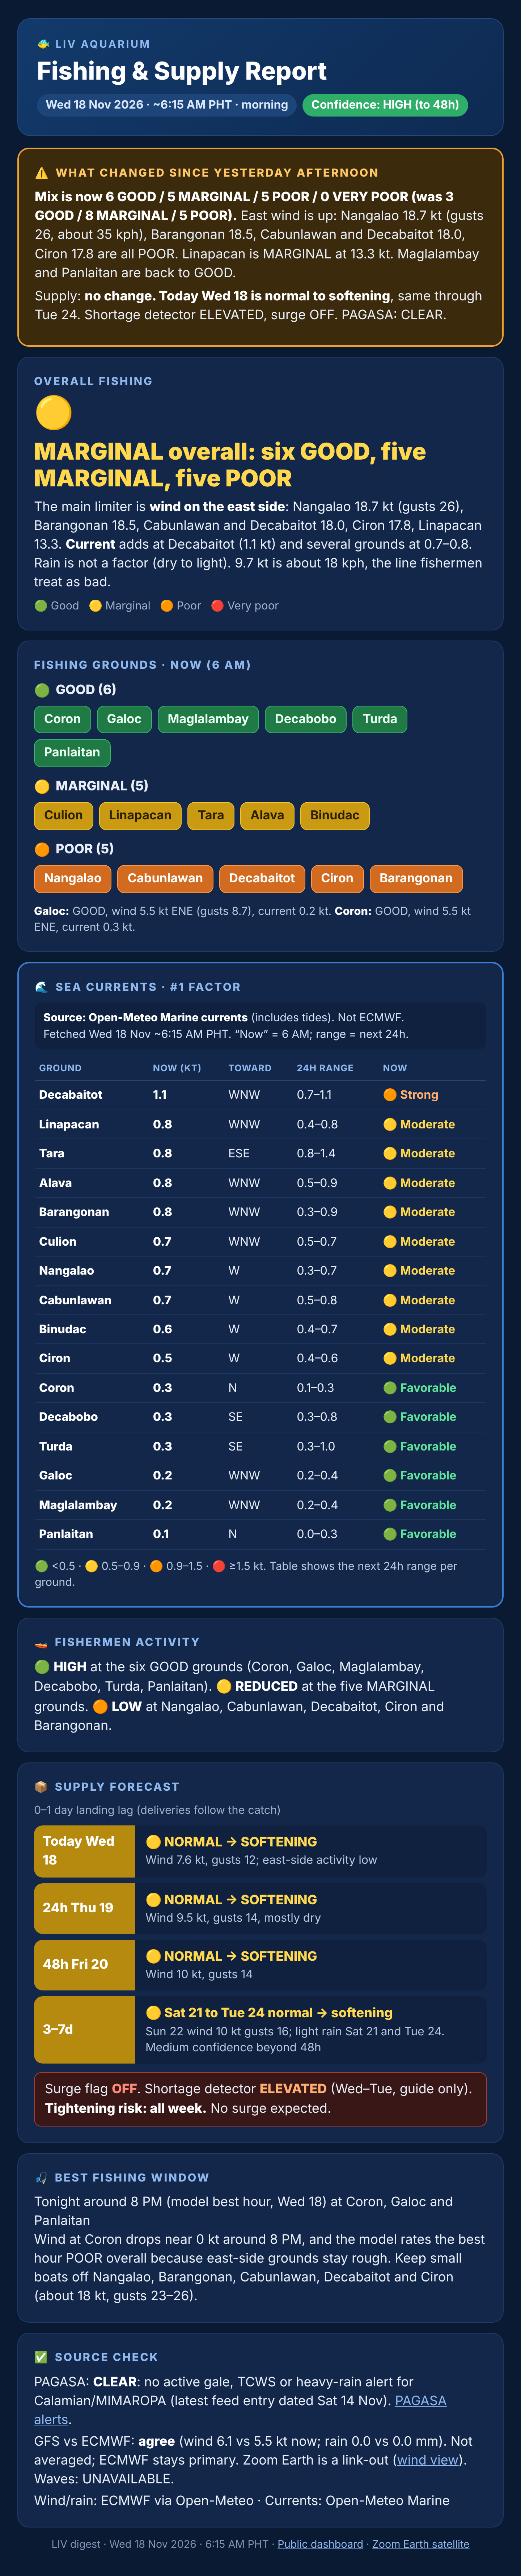 LIV AQUARIUM
Fishing & Supply Report
Wed 18 Nov 2026 · ~6:15 AM PHT · morning
Confidence: HIGH (to 48h)
WHAT CHANGED SINCE YESTERDAY AFTERNOON
Mix is now 6 GOOD / 5 MARGINAL / 5 POOR / 0 VERY POOR (was 3
GOOD / 8 MARGINAL / 5 POOR). East wind is up: Nangalao 18.7 kt (gusts
26, about 35 kph), Barangonan 18.5, Cabunlawan and Decabaitot 18.0,
Ciron 17.8 are all POOR. Linapacan is MARGINAL at 13.3 kt. Maglalambay
and Panlaitan are back to GOOD.
Supply: no change. Today Wed 18 is normal to softening, same through
Tue 24. Shortage detector ELEVATED, surge OFF. PAGASA: CLEAR.
OVERALL FISHING
MARGINAL overall: six GOOD, five
MARGINAL, five POOR
The main limiter is wind on the east side: Nangalao 18.7 kt (gusts 26),
Barangonan 18.5, Cabunlawan and Decabaitot 18.0, Ciron 17.8, Linapacan
13.3. Current adds at Decabaitot (1.1 kt) and several grounds at 0.7–0.8.
Rain is not a factor (dry to light). 9.7 kt is about 18 kph, the line fishermen
treat as bad.
Good Marginal Poor Very poor
FISHING GROUNDS · NOW (6 AM)
GOOD (6)
Coron Galoc Maglalambay Decabobo Turda
Panlaitan
MARGINAL (5)
Culion Linapacan Tara Alava Binudac
POOR (5)
Nangalao Cabunlawan Decabaitot Ciron Barangonan
Galoc: GOOD, wind 5.5 kt ENE (gusts 8.7), current 0.2 kt. Coron: GOOD, wind 5.5 kt
ENE, current 0.3 kt.
SEA CURRENTS · #1 FACTOR
Source: Open-Meteo Marine currents (includes tides). Not ECMWF.
Fetched Wed 18 Nov ~6:15 AM PHT. “Now” = 6 AM; range = next 24h.
GROUND NOW (KT) TOWARD 24H RANGE NOW
Decabaitot 1.1 WNW 0.7–1.1 Strong
Linapacan 0.8 WNW 0.4–0.8 Moderate
Tara 0.8 ESE 0.8–1.4 Moderate
Alava 0.8 WNW 0.5–0.9 Moderate
Barangonan 0.8 WNW 0.3–0.9 Moderate
Culion 0.7 WNW 0.5–0.7 Moderate
Nangalao 0.7 W 0.3–0.7 Moderate
Cabunlawan 0.7 W 0.5–0.8 Moderate
Binudac 0.6 W 0.4–0.7 Moderate
Ciron 0.5 W 0.4–0.6 Moderate
Coron 0.3 N 0.1–0.3 Favorable
Decabobo 0.3 SE 0.3–0.8 Favorable
Turda 0.3 SE 0.3–1.0 Favorable
Galoc 0.2 WNW 0.2–0.4 Favorable
Maglalambay 0.2 WNW 0.2–0.4 Favorable
Panlaitan 0.1 N 0.0–0.3 Favorable
<0.5 · 0.5–0.9 · 0.9–1.5 · ≥1.5 kt. Table shows the next 24h range per
ground.
FISHERMEN ACTIVITY
HIGH at the six GOOD grounds (Coron, Galoc, Maglalambay,
Decabobo, Turda, Panlaitan). REDUCED at the five MARGINAL
grounds. LOW at Nangalao, Cabunlawan, Decabaitot, Ciron and
Barangonan.
SUPPLY FORECAST
0–1 day landing lag (deliveries follow the catch)
Today Wed
18
NORMAL → SOFTENING
Wind 7.6 kt, gusts 12; east-side activity low
24h Thu 19
NORMAL → SOFTENING
Wind 9.5 kt, gusts 14, mostly dry
48h Fri 20
NORMAL → SOFTENING
Wind 10 kt, gusts 14
3–7d
Sat 21 to Tue 24 normal → softening
Sun 22 wind 10 kt gusts 16; light rain Sat 21 and Tue 24.
Medium confidence beyond 48h
Surge flag OFF. Shortage detector ELEVATED (Wed–Tue, guide only).
Tightening risk: all week. No surge expected.
BEST FISHING WINDOW
Tonight around 8 PM (model best hour, Wed 18) at Coron, Galoc and
Panlaitan
Wind at Coron drops near 0 kt around 8 PM, and the model rates the best
hour POOR overall because east-side grounds stay rough. Keep small
boats off Nangalao, Barangonan, Cabunlawan, Decabaitot and Ciron
(about 18 kt, gusts 23–26).
SOURCE CHECK
PAGASA: CLEAR: no active gale, TCWS or heavy-rain alert for
Calamian/MIMAROPA (latest feed entry dated Sat 14 Nov). PAGASA
alerts.
GFS vs ECMWF: agree (wind 6.1 vs 5.5 kt now; rain 0.0 vs 0.0 mm). Not
averaged; ECMWF stays primary. Zoom Earth is a link-out (wind view).
Waves: UNAVAILABLE.
Wind/rain: ECMWF via Open-Meteo · Currents: Open-Meteo Marine
LIV digest · Wed 18 Nov 2026 · 6:15 AM PHT · Public dashboard · Zoom Earth satellite